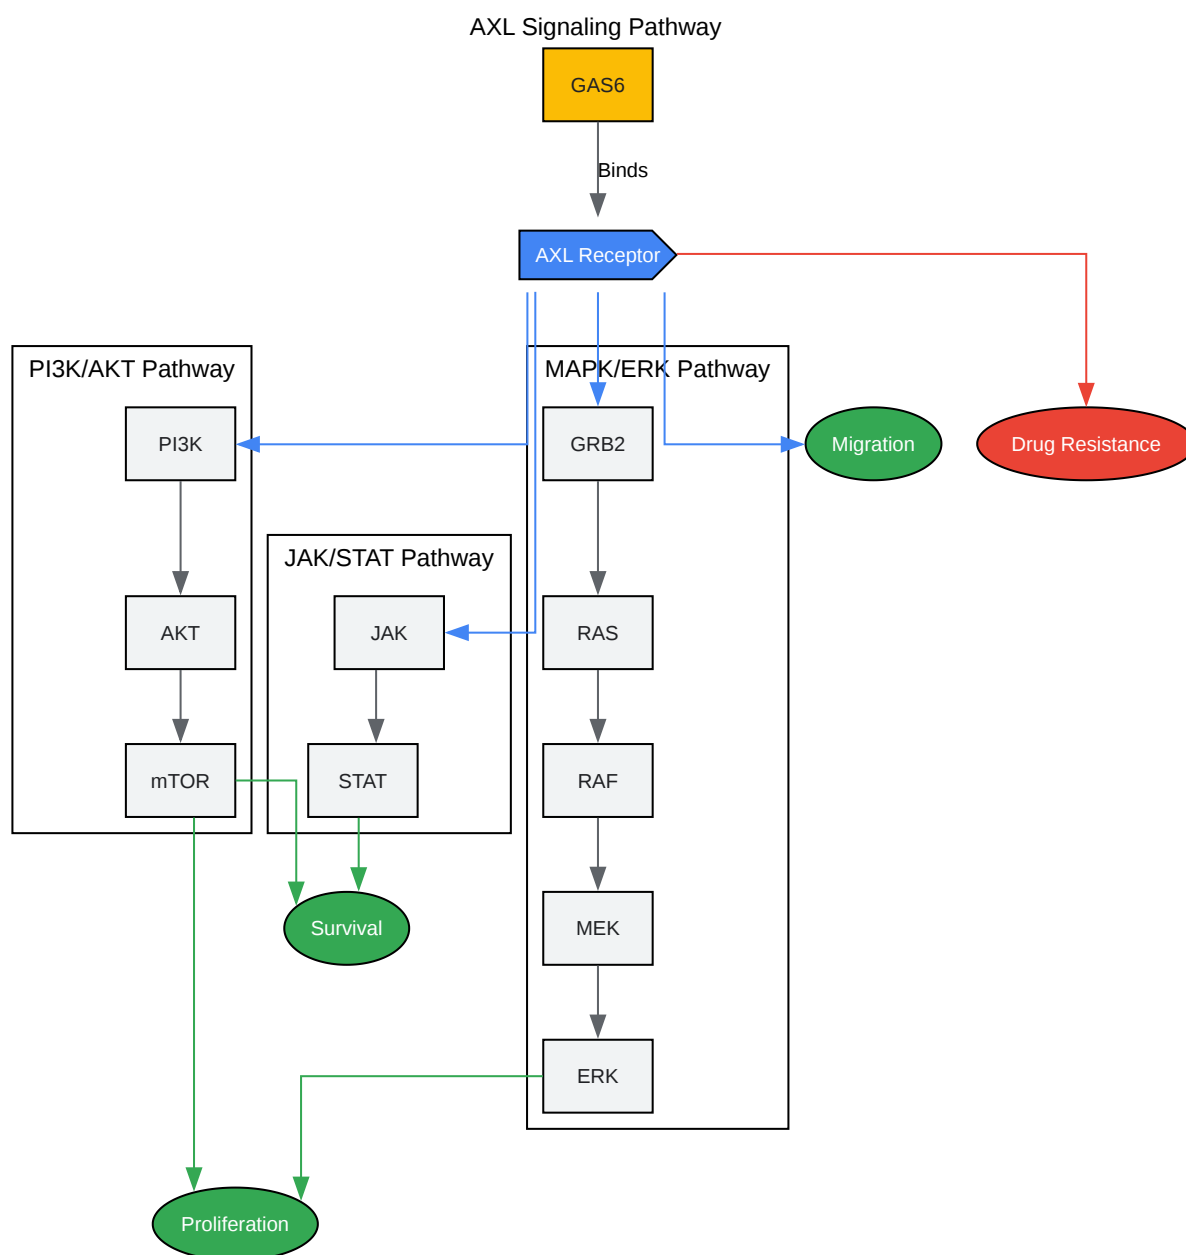 AXL Signaling Pathway
GAS6
Binds
AXL Receptor
PI3K/AKT Pathway
MAPK/ERK Pathway
PI3K
GRB2
Migration
Drug Resistance
JAK/STAT Pathway
AKT
JAK
RAS
mTOR
STAT
RAF
Survival
MEK
ERK
Proliferation